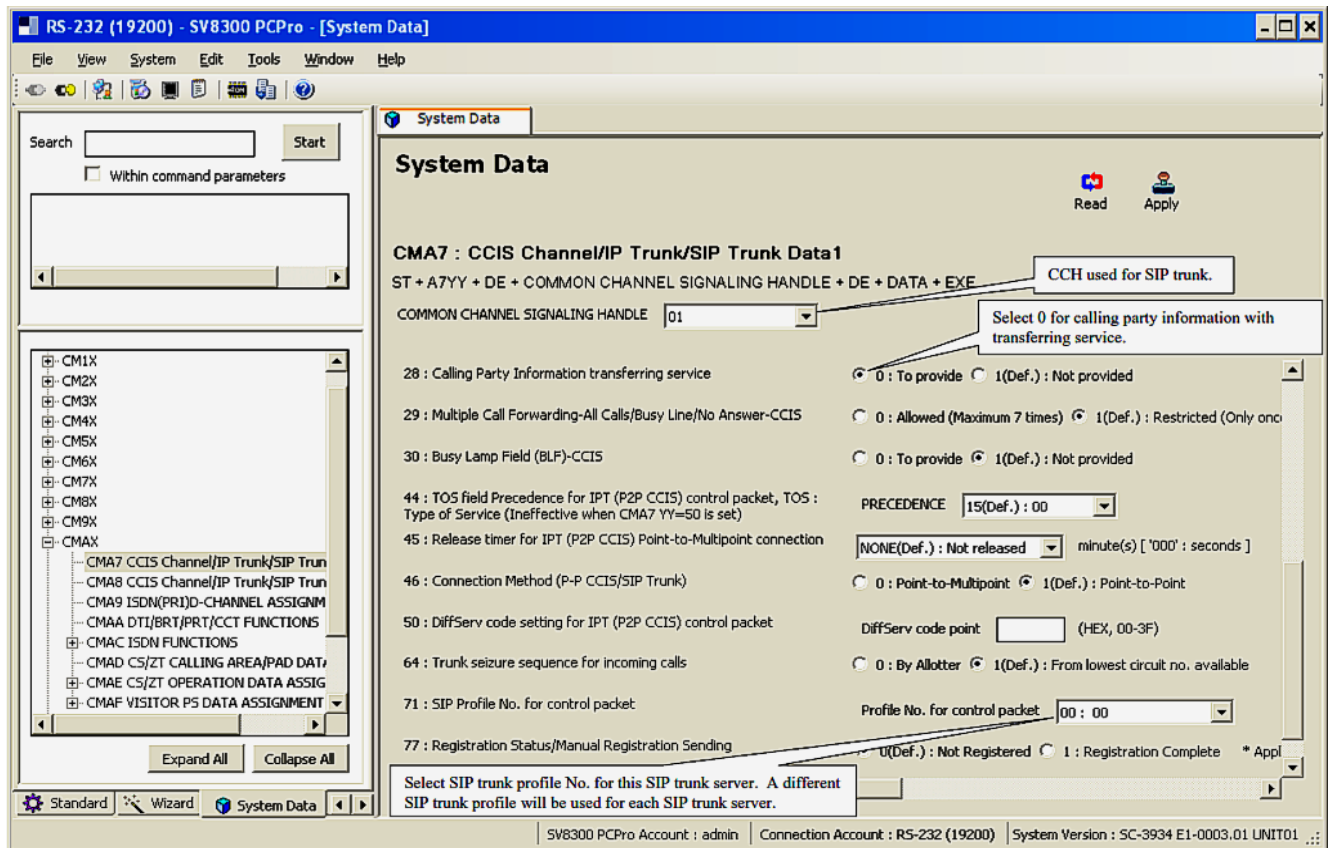 RS-232 (19200) - SV8300 PCPro - [System Data]
File View System Edit Tools Window Help
Search
Start
Within command parameters
CM1X
CM2X
CM3X
CM4X
CM5X
CM6X
CM7X
CM8X
CM9X
CMAX
CMA7 CCIS Channel/IP Trunk/SIP Trun
CMA8 CCIS Channel/IP Trunk/SIP Trun
CMA9 ISDN(PRI)D-CHANNEL ASSIGNM
CMAA DTI/BRT/PRT/CCT FUNCTIONS
CMAC ISDN FUNCTIONS
CMAD CS/ZT CALLING AREA/PAD DATA
CMAE CS/ZT OPERATION DATA ASSIG
CMAF VISITOR PS DATA ASSIGNMENT
Expand All Collapse All
Standard Wizard System Data
System Data
System Data
Read Apply
CMA7 : CCIS Channel/IP Trunk/SIP Trunk Data1
ST + A7YY + DE + COMMON CHANNEL SIGNALING HANDLE + DE + DATA + EXE
CCH used for SIP trunk.
COMMON CHANNEL SIGNALING HANDLE 01
Select 0 for calling party information with
transferring service.
28 : Calling Party Information transferring service 0 : To provide 1(Def.) : Not provided
29 : Multiple Call Forwarding-All Calls/Busy Line/No Answer-CCIS 0 : Allowed (Maximum 7 times) 1(Def.) : Restricted (Only onc
30 : Busy Lamp Field (BLF)-CCIS 0 : To provide 1(Def.) : Not provided
44 : TOS field Precedence for IPT (P2P CCIS) control packet, TOS :
Type of Service (Ineffective when CMA7 YY=50 is set) PRECEDENCE 15(Def.) : 00
45 : Release timer for IPT (P2P CCIS) Point-to-Multipoint connection NONE(Def.) : Not released minute(s) [ '000' : seconds ]
46 : Connection Method (P-P CCIS/SIP Trunk) 0 : Point-to-Multipoint 1(Def.) : Point-to-Point
50 : DiffServ code setting for IPT (P2P CCIS) control packet DiffServ code point (HEX, 00-3F)
64 : Trunk seizure sequence for incoming calls 0 : By Allotter 1(Def.) : From lowest circuit no. available
71 : SIP Profile No. for control packet Profile No. for control packet 00 : 00
77 : Registration Status/Manual Registration Sending 0(Def.) : Not Registered 1 : Registration Complete * Appl
Select SIP trunk profile No. for this SIP trunk server. A different
SIP trunk profile will be used for each SIP trunk server.
SV8300 PCPro Account : admin Connection Account : RS-232 (19200) System Version : SC-3934 E1-0003.01 UNIT01